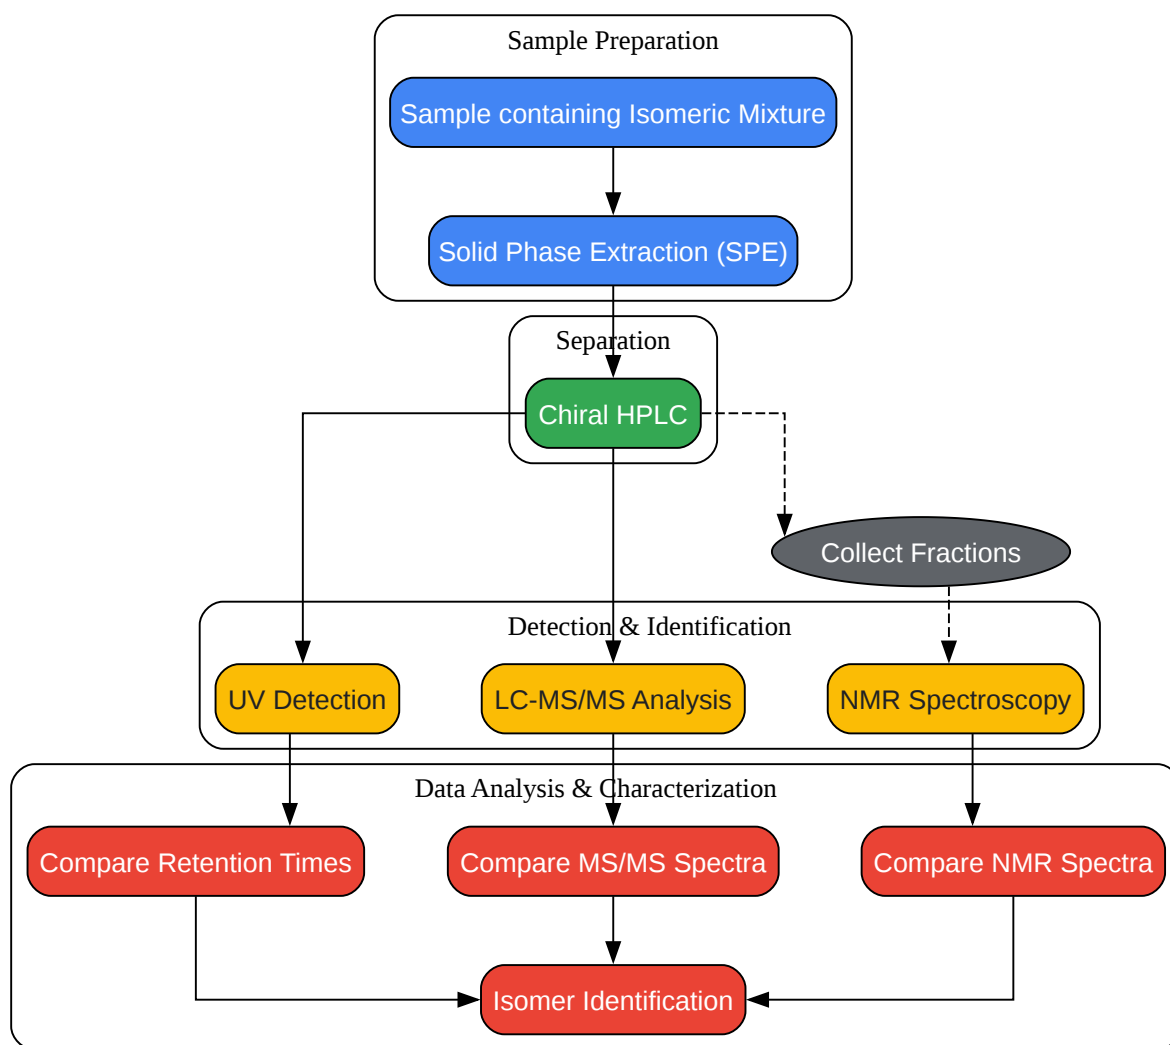 Sample Preparation
Sample containing Isomeric Mixture
Solid Phase Extraction (SPE)
Separation
Chiral HPLC
Collect Fractions
Detection & Identification
UV Detection
LC-MS/MS Analysis
NMR Spectroscopy
Data Analysis & Characterization
Compare Retention Times
Compare MS/MS Spectra
Compare NMR Spectra
Isomer Identification